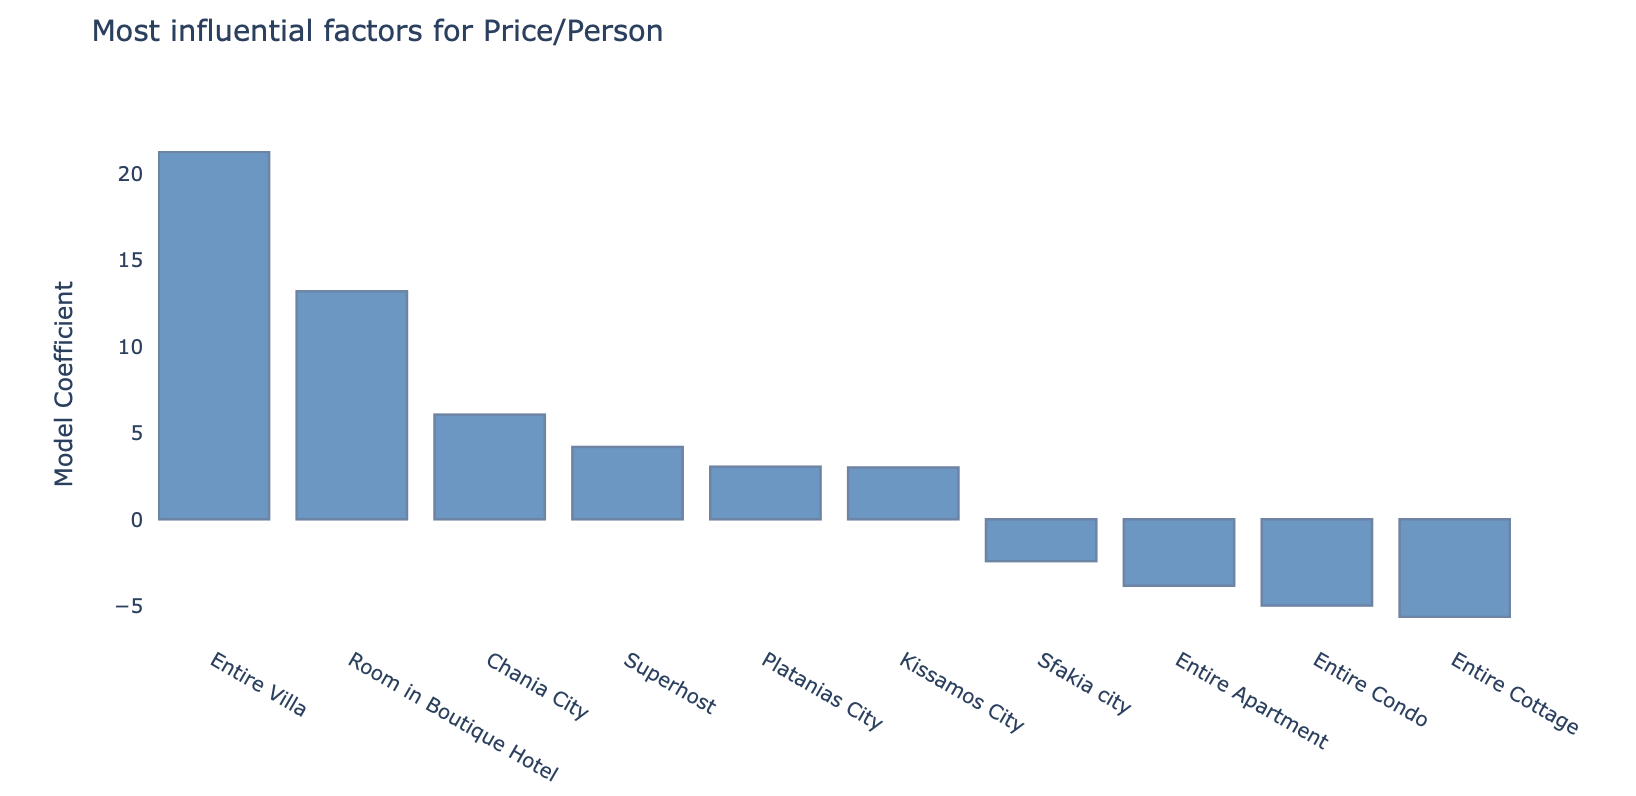 Most influential factors for Price/Person
Model Coefficient
20
15
10
5
0
−5
Entire Villa
Room in Boutique Hotel
Chania City
Superhost
Platanias City
Kissamos City
Sfakia city
Entire Apartment
Entire Condo
Entire Cottage